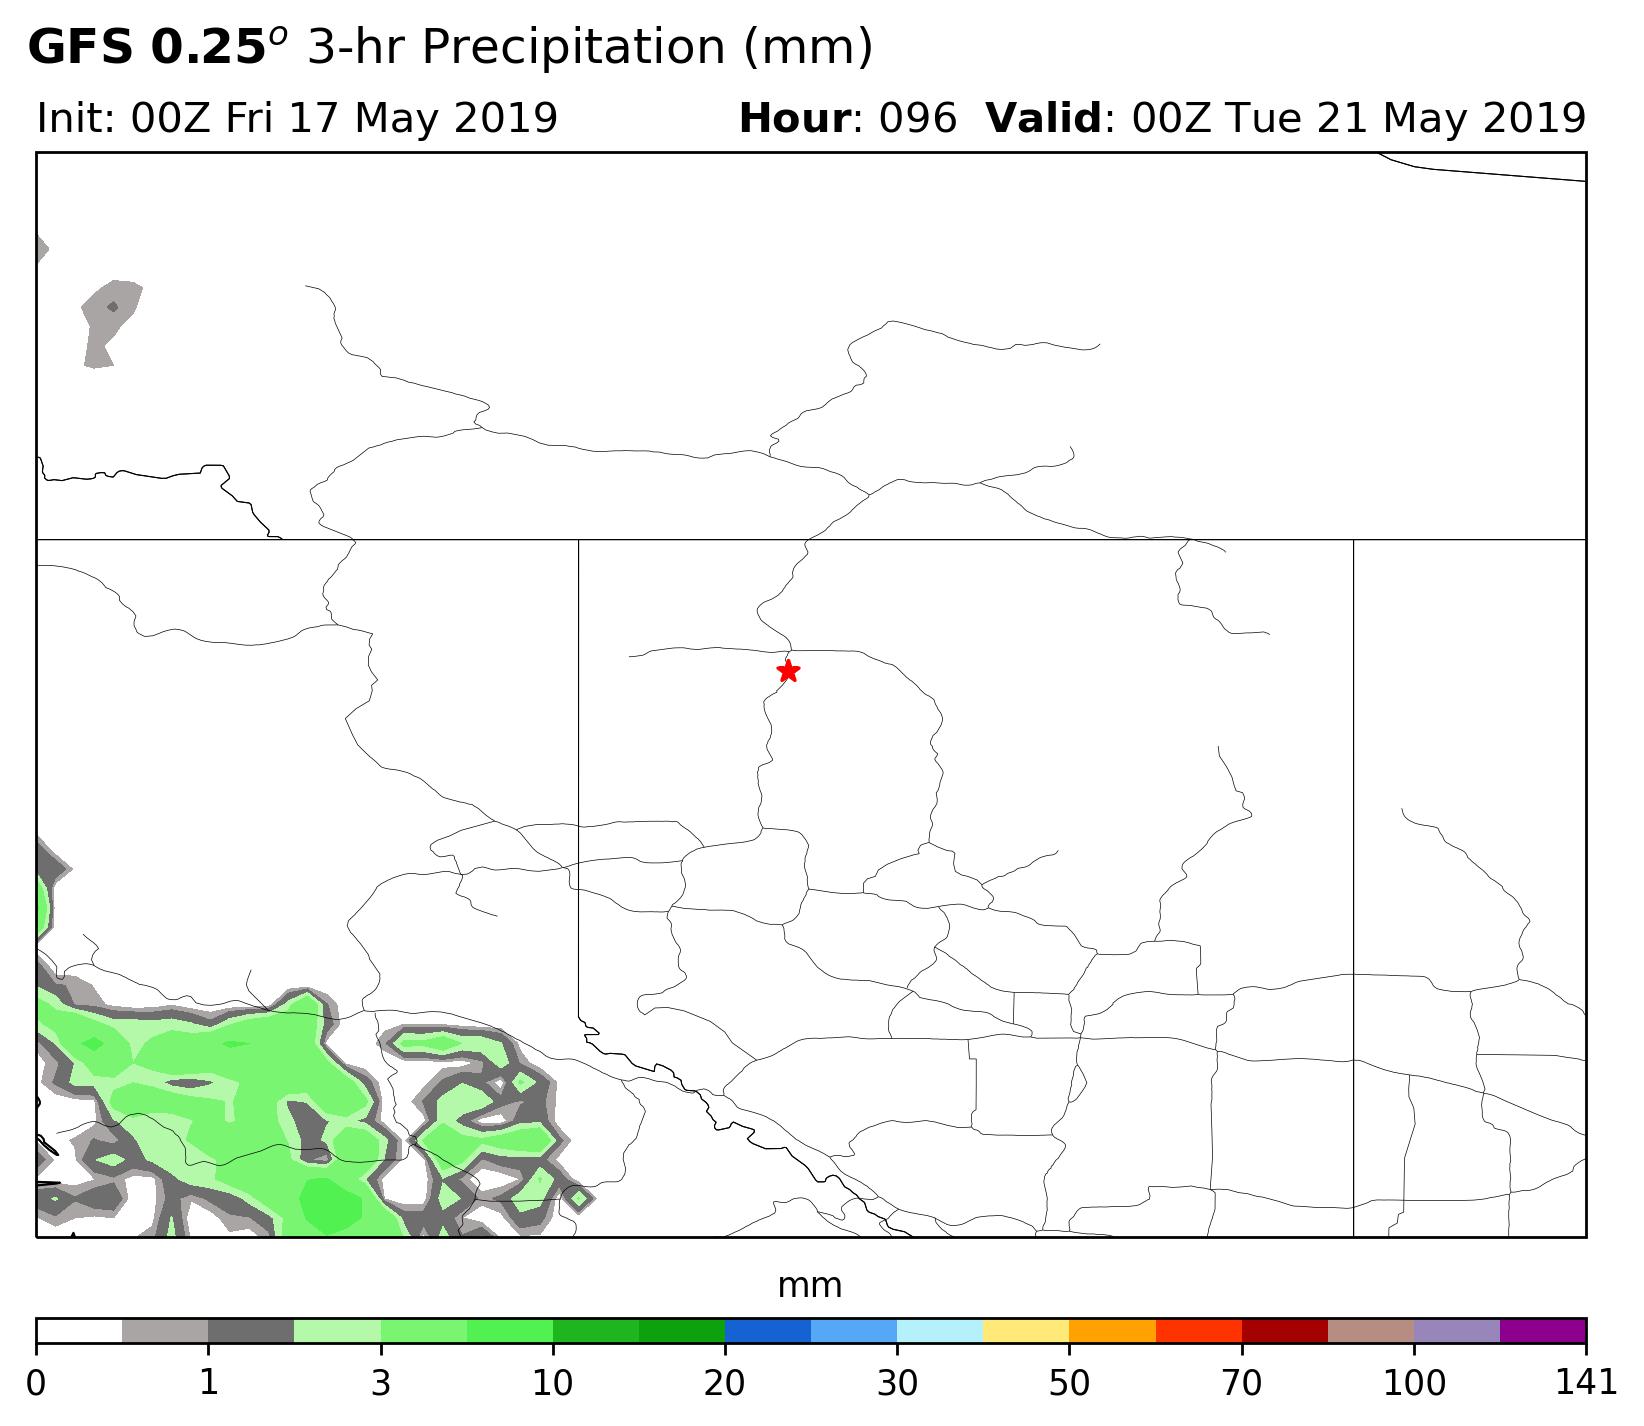 GFS 0.25o 3-hr Precipitation (mm)
Init: 00Z Fri 17 May 2019 Hour: 096 Valid: 00Z Tue 21 May 2019
mm
0 1 3 10 20 30 50 70 100 141